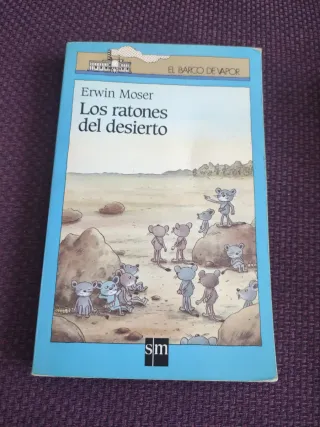 EL BARCO DE VAPOR
Erwin Moser
Los ratones
del desierto
sm